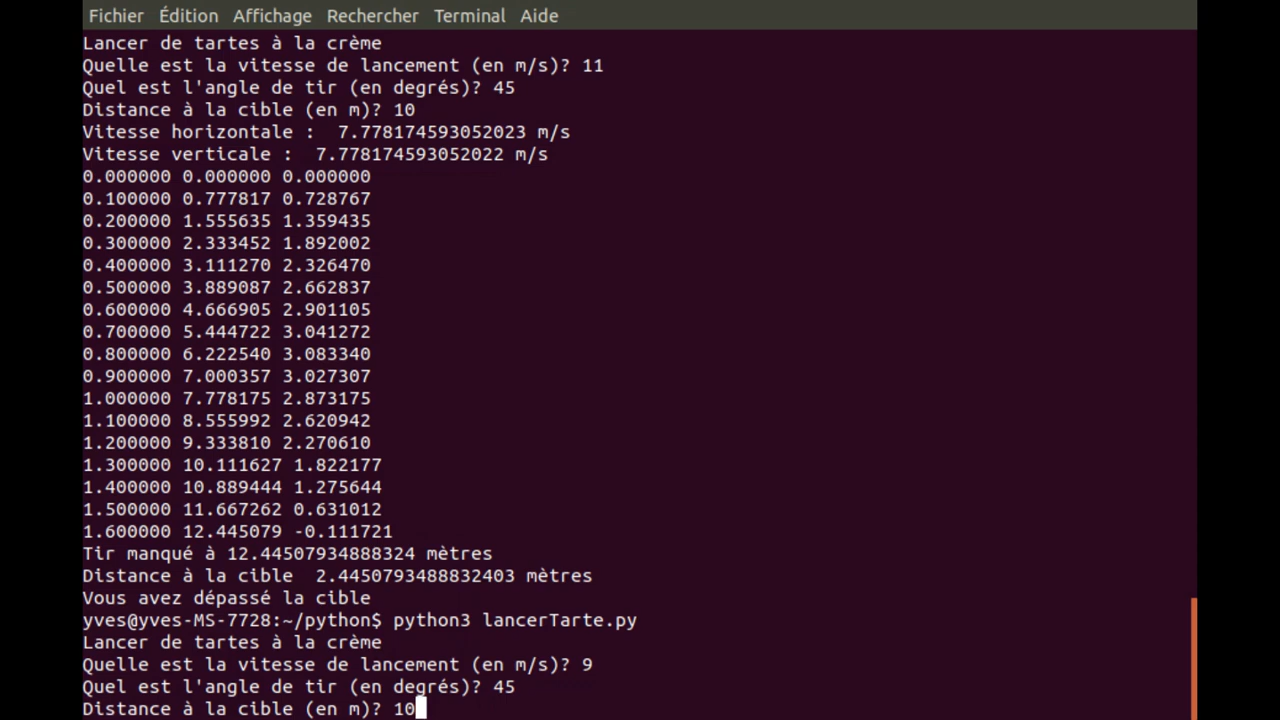 Fichier Édition Affichage Rechercher Terminal Aide
Lancer de tartes à la crème
Quelle est la vitesse de lancement (en m/s)? 11
Quel est l'angle de tir (en degrés)? 45
Distance à la cible (en m)? 10
Vitesse horizontale :  7.778174593052023 m/s
Vitesse verticale :  7.778174593052022 m/s
0.000000 0.000000 0.000000
0.100000 0.777817 0.728767
0.200000 1.555635 1.359435
0.300000 2.333452 1.892002
0.400000 3.111270 2.326470
0.500000 3.889087 2.662837
0.600000 4.666905 2.901105
0.700000 5.444722 3.041272
0.800000 6.222540 3.083340
0.900000 7.000357 3.027307
1.000000 7.778175 2.873175
1.100000 8.555992 2.620942
1.200000 9.333810 2.270610
1.300000 10.111627 1.822177
1.400000 10.889444 1.275644
1.500000 11.667262 0.631012
1.600000 12.445079 -0.111721
Tir manqué à 12.44507934888324 mètres
Distance à la cible  2.4450793488832403 mètres
Vous avez dépassé la cible
yves@yves-MS-7728:~/python$ python3 lancerTarte.py
Lancer de tartes à la crème
Quelle est la vitesse de lancement (en m/s)? 9
Quel est l'angle de tir (en degrés)? 45
Distance à la cible (en m)? 10